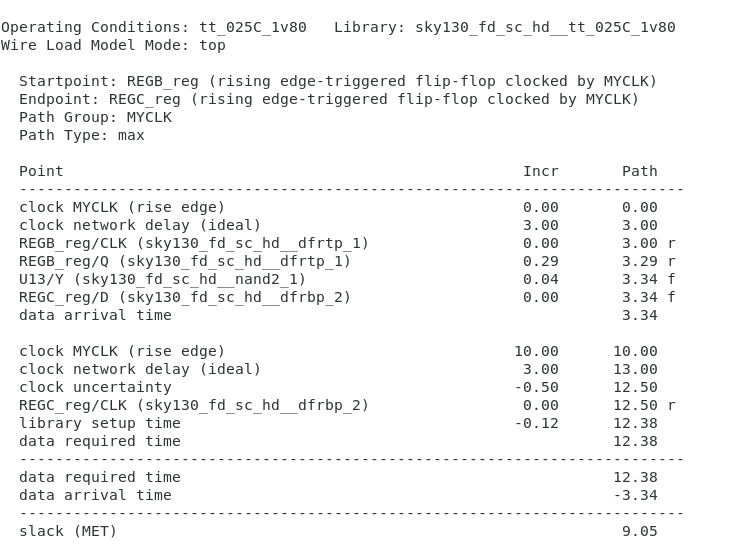 Operating Conditions: tt_025C_1v80   Library: sky130_fd_sc_hd__tt_025C_1v80
Wire Load Model Mode: top

  Startpoint: REGB_reg (rising edge-triggered flip-flop clocked by MYCLK)
  Endpoint: REGC_reg (rising edge-triggered flip-flop clocked by MYCLK)
  Path Group: MYCLK
  Path Type: max

  Point                                                   Incr       Path
  --------------------------------------------------------------------------
  clock MYCLK (rise edge)                                 0.00       0.00
  clock network delay (ideal)                             3.00       3.00
  REGB_reg/CLK (sky130_fd_sc_hd__dfrtp_1)                 0.00       3.00 r
  REGB_reg/Q (sky130_fd_sc_hd__dfrtp_1)                   0.29       3.29 r
  U13/Y (sky130_fd_sc_hd__nand2_1)                        0.04       3.34 f
  REGC_reg/D (sky130_fd_sc_hd__dfrbp_2)                   0.00       3.34 f
  data arrival time                                                  3.34

  clock MYCLK (rise edge)                                10.00      10.00
  clock network delay (ideal)                             3.00      13.00
  clock uncertainty                                      -0.50      12.50
  REGC_reg/CLK (sky130_fd_sc_hd__dfrbp_2)                 0.00      12.50 r
  library setup time                                     -0.12      12.38
  data required time                                                12.38
  --------------------------------------------------------------------------
  data required time                                                12.38
  data arrival time                                                 -3.34
  --------------------------------------------------------------------------
  slack (MET)                                                        9.05